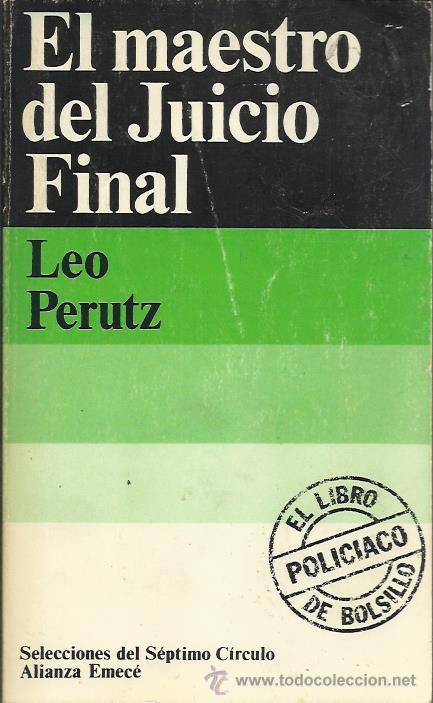 El maestro
del Juicio
Final
Leo
Perutz
EL LIBRO
POLICIACO
DE BOLSILLO
Selecciones del Séptimo Círculo
Alianza Emecé
© www.todocoleccion.net